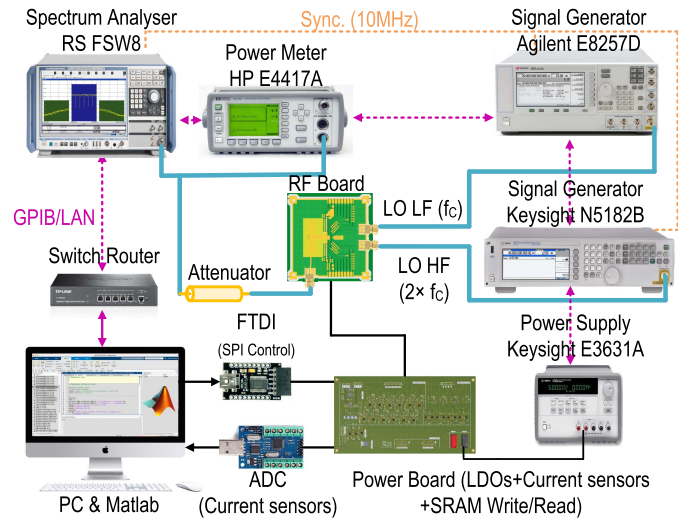 Spectrum Analyser
RS FSW8
Sync. (10MHz)
Signal Generator
Agilent E8257D
Power Meter
HP E4417A
RF Board
LO LF (fC)
Signal Generator
Keysight N5182B
GPIB/LAN
Switch Router
Attenuator
LO HF
(2× fC)
TP-LINK
FTDI
(SPI Control)
Power Supply
Keysight E3631A
ADC
(Current sensors)
PC & Matlab
Power Board (LDOs+Current sensors
+SRAM Write/Read)